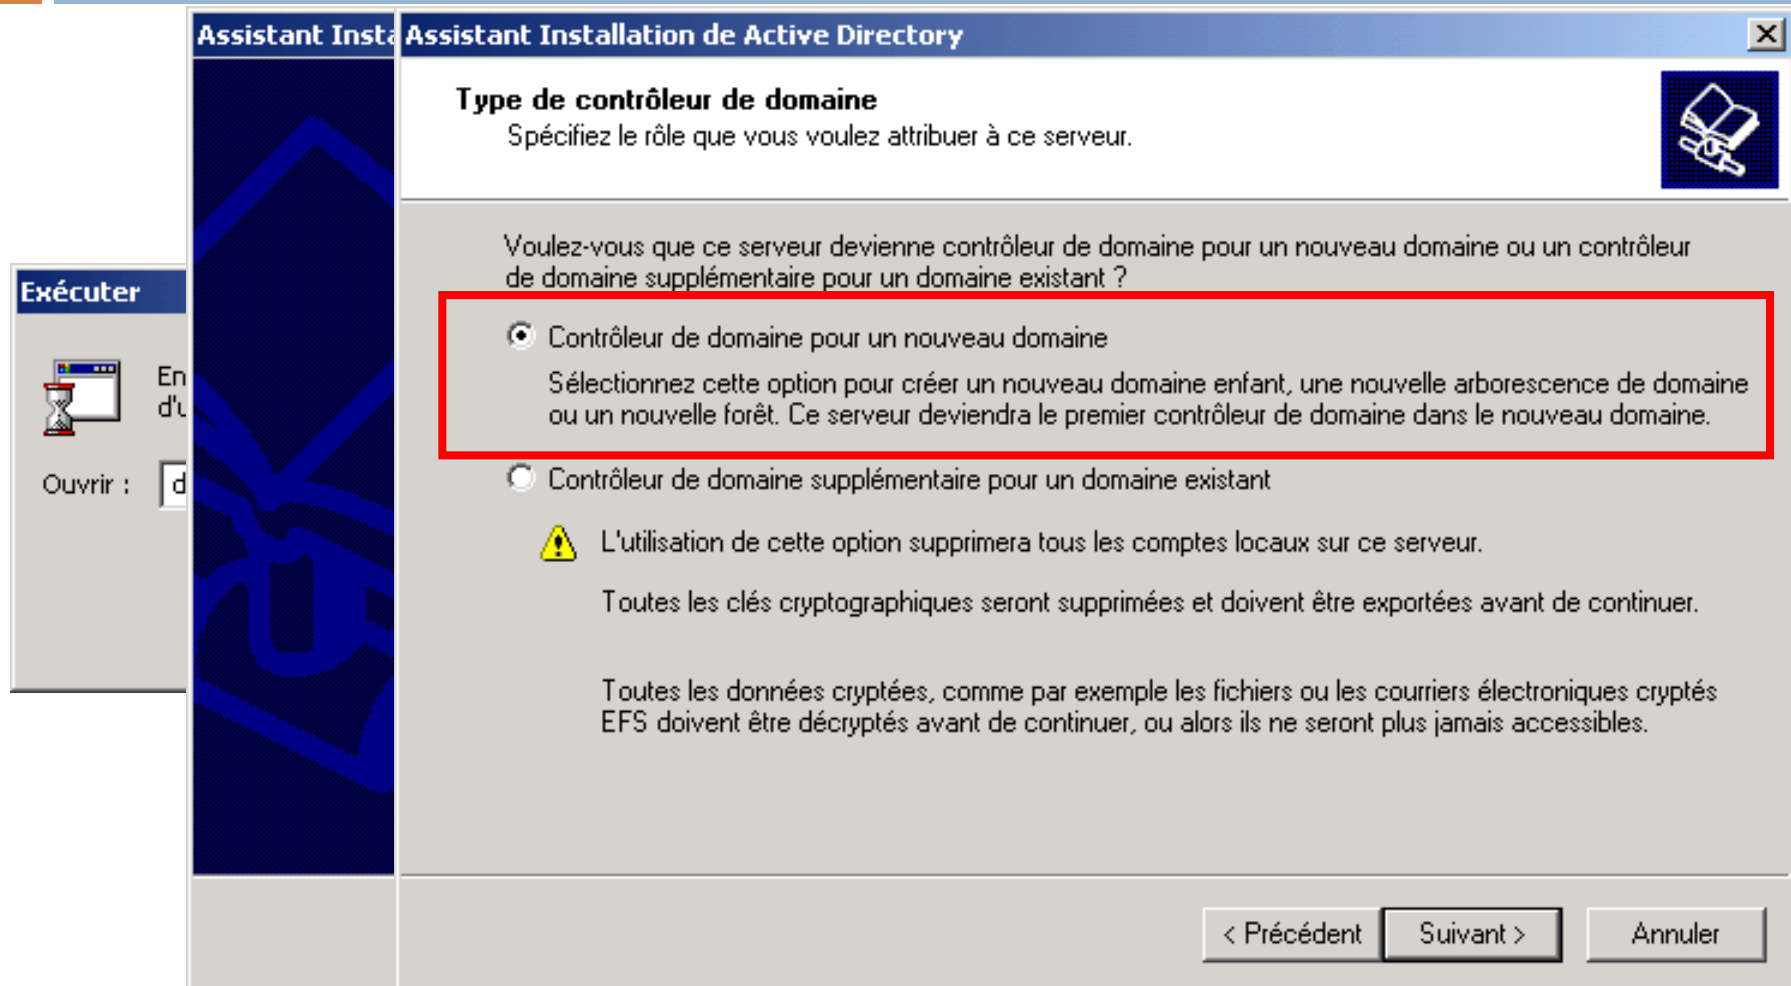 Assistant Insta
Assistant Installation de Active Directory
Type de contrôleur de domaine
Spécifiez le rôle que vous voulez attribuer à ce serveur.
Voulez-vous que ce serveur devienne contrôleur de domaine pour un nouveau domaine ou un contrôleur
de domaine supplémentaire pour un domaine existant ?
Contrôleur de domaine pour un nouveau domaine
Sélectionnez cette option pour créer un nouveau domaine enfant, une nouvelle arborescence de domaine
ou un nouvelle forêt. Ce serveur deviendra le premier contrôleur de domaine dans le nouveau domaine.
Contrôleur de domaine supplémentaire pour un domaine existant
L'utilisation de cette option supprimera tous les comptes locaux sur ce serveur.
Toutes les clés cryptographiques seront supprimées et doivent être exportées avant de continuer.
Toutes les données cryptées, comme par exemple les fichiers ou les courriers électroniques cryptés
EFS doivent être décryptés avant de continuer, ou alors ils ne seront plus jamais accessibles.
< Précédent
Suivant >
Annuler
Exécuter
En
d'u
Ouvrir :
d